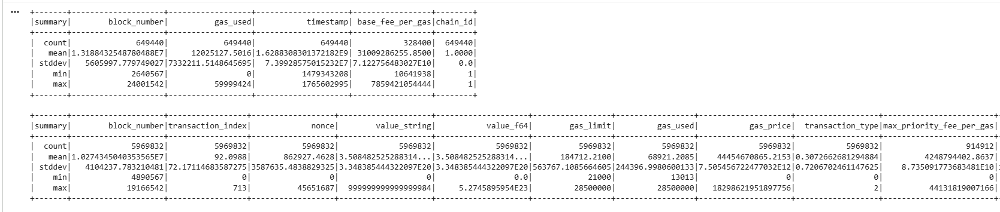 +-------+--------------------+------------------+--------------------+----------------+--------+
|summary|        block_number|          gas_used|           timestamp| base_fee_per_gas|chain_id|
+-------+--------------------+------------------+--------------------+----------------+--------+
|  count|              649440|            649440|              649440|          328400|  649440|
|   mean|1.3188432548780488E7|     12025127.5016|1.6288308301372182E9|31009286255.8500|  1.0000|
| stddev|   5605997.779749027|7332211.5148645695|  7.39928575015232E7|7.122756483027E10|     0.0|
|    min|             2640567|                 0|          1479343208|        10641938|       1|
|    max|            24001542|          59999424|          1765602995|   7859421054444|       1|
+-------+--------------------+------------------+--------------------+----------------+--------+
+-------+--------------------+-----------------+------------------+--------------------+--------------------+-----------------+-----------------+--------------------+------------------+------------------------+
|summary|        block_number|transaction_index|             nonce|        value_string|           value_f64|        gas_limit|         gas_used|           gas_price|  transaction_type|max_priority_fee_per_gas|
+-------+--------------------+-----------------+------------------+--------------------+--------------------+-----------------+-----------------+--------------------+------------------+------------------------+
|  count|             5969832|          5969832|           5969832|             5969832|             5969832|          5969832|          5969832|             5969832|           5969832|                  914912|
|   mean|1.0274345040353565E7|          92.0988|       862927.4628|3.508482525288314...|3.508482525288314...|      184712.2100|       68921.2085|    44454670865.2153|0.3072662681294884|         4248794402.8637|
| stddev|   4104237.783210481|72.17114683587275|3587635.4838829325|3.348385444322097E20|3.348385444322097E20|563767.1085664605|244396.9980600133|7.505456722477032E12|0.7206702461147625|    8.735091773683481E10|
|    min|             4890567|                0|                 0|                   0|                 0.0|            21000|            13013|                   0|                 0|                       0|
|    max|            19166542|              713|          45651687|  999999999999999984|     5.2745895954E23|         28500000|         28500000|   18298621951897756|                 2|          44131819007166|
+-------+--------------------+-----------------+------------------+--------------------+--------------------+-----------------+-----------------+--------------------+------------------+------------------------+